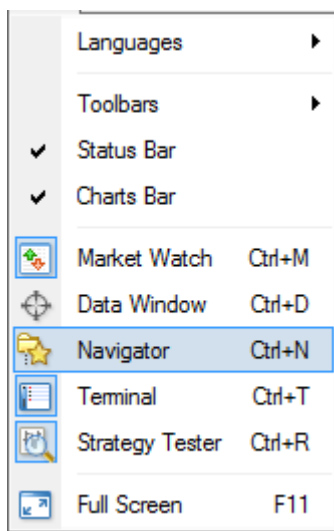 Languages
Toolbars
Status Bar
Charts Bar
Market Watch Ctrl+M
Data Window Ctrl+D
Navigator Ctrl+N
Terminal Ctrl+T
Strategy Tester Ctrl+R
Full Screen F11